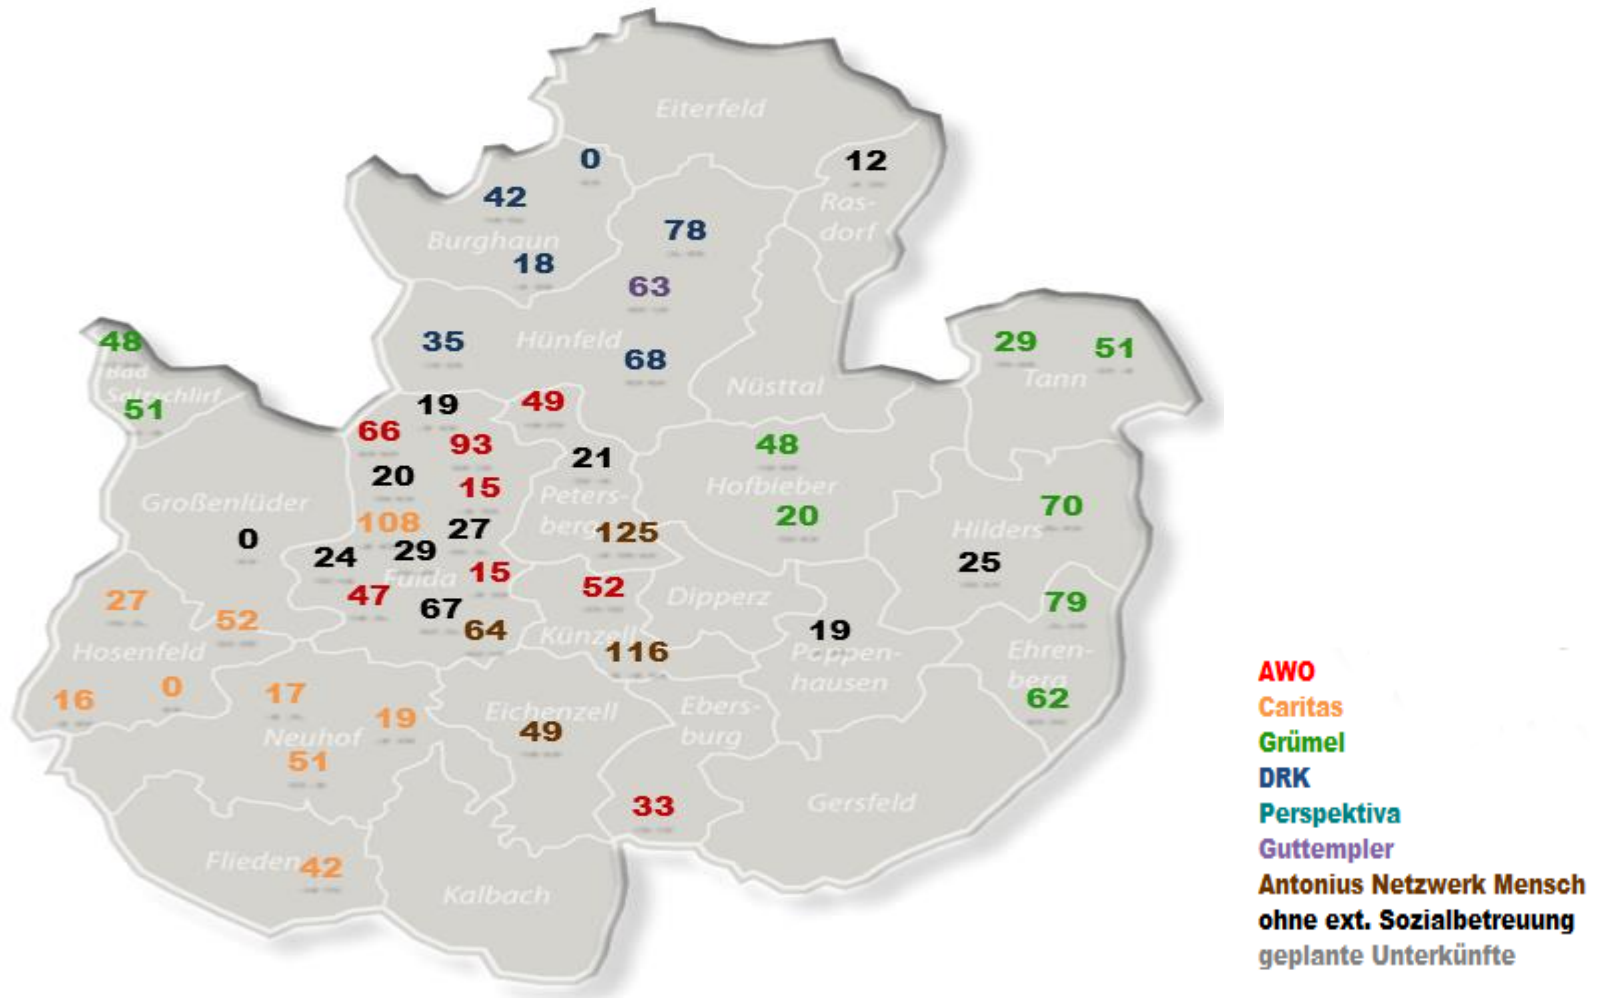 Eiterfeld
0
12
42
Ras-
dorf
78
Burghaun
18
63
35
Hünfeld
68
48
Bad
Salzschlirf
51
29
51
Tann
Nüsttal
19
49
66
93
20
15
21
Peters-
berg
125
48
Hofbieber
20
70
Hilders
25
Großenlüder
0
108
27
24
29
Fulda
15
47
67
64
52
Künzell
116
Dipperz
19
Poppen-
hausen
79
Ehren-
berg
62
27
52
Hosenfeld
16
0
17
19
Neuhof
51
Eichenzell
49
Ebers-
burg
33
Gersfeld
Flieden
42
Kalbach
AWO
Caritas
Grümel
DRK
Perspektiva
Guttempler
Antonius Netzwerk Mensch
ohne ext. Sozialbetreuung
geplante Unterkünfte